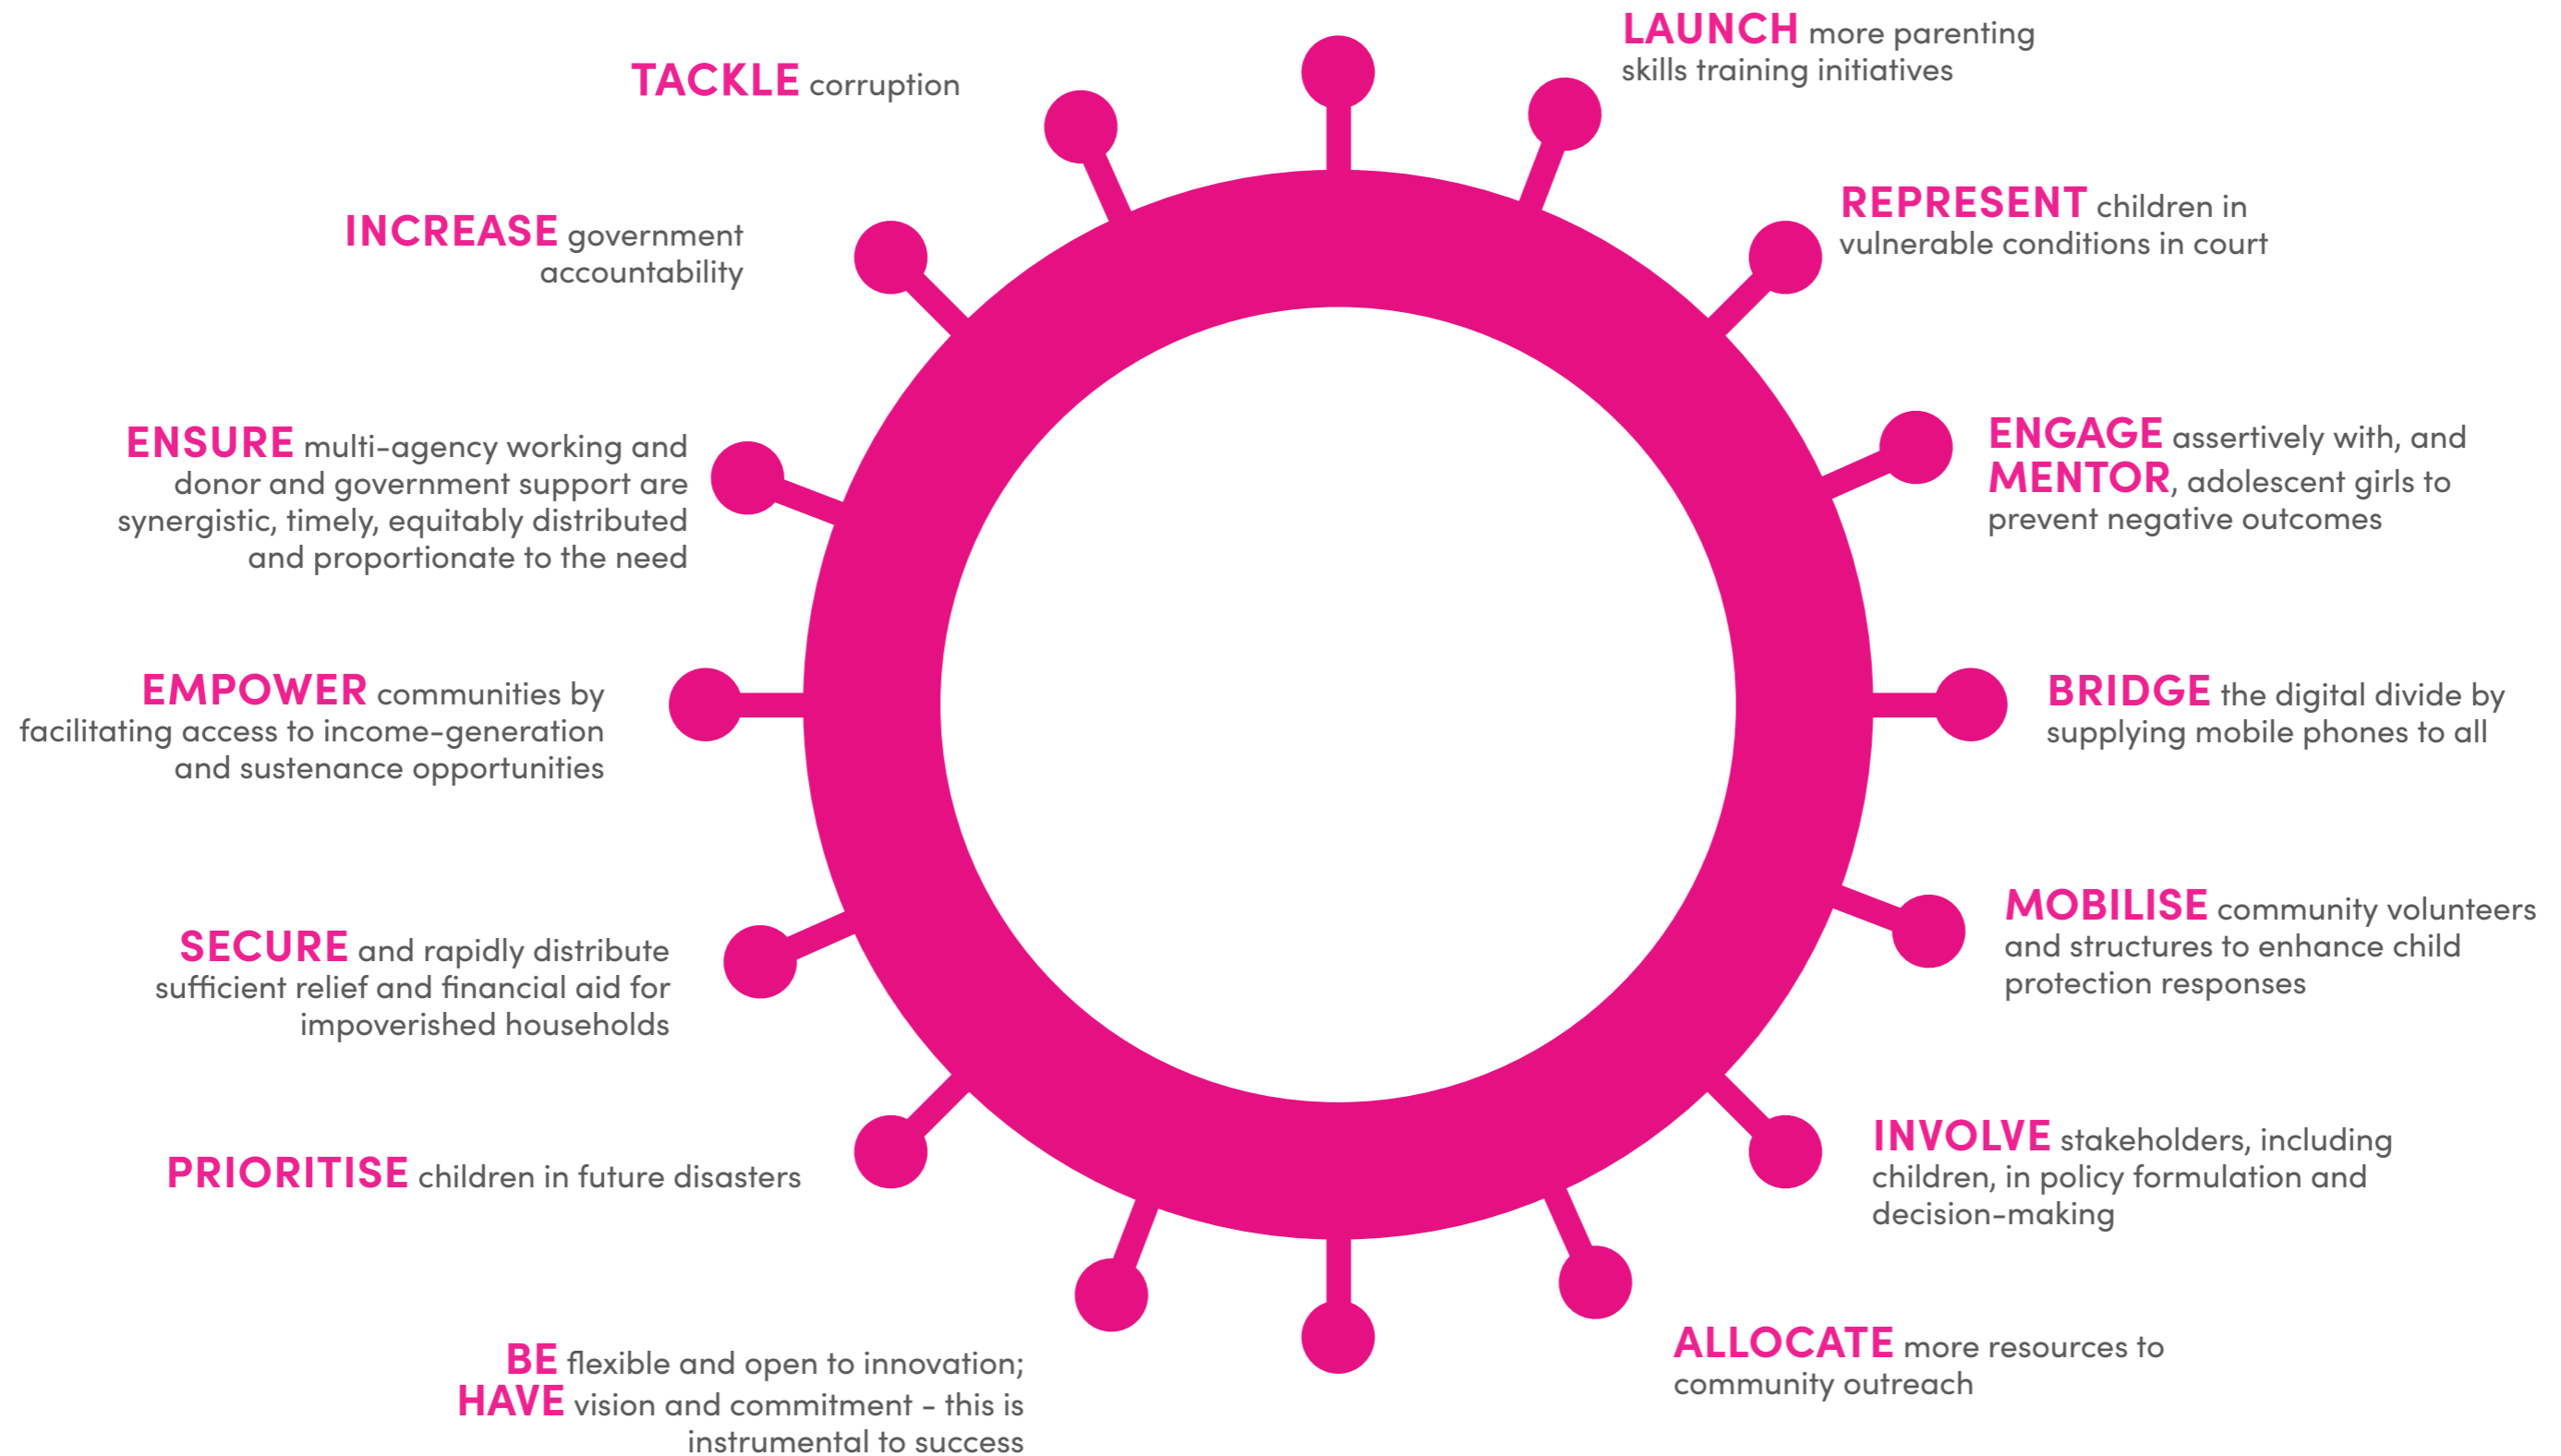 LAUNCH more parenting
skills training initiatives
REPRESENT children in
vulnerable conditions in court
ENGAGE assertively with, and
MENTOR, adolescent girls to
prevent negative outcomes
BRIDGE the digital divide by
supplying mobile phones to all
MOBILISE community volunteers
and structures to enhance child
protection responses
INVOLVE stakeholders, including
children, in policy formulation and
decision-making
ALLOCATE more resources to
community outreach
BE flexible and open to innovation;
HAVE vision and commitment - this is
instrumental to success
PRIORITISE children in future disasters
SECURE and rapidly distribute
sufficient relief and financial aid for
impoverished households
EMPOWER communities by
facilitating access to income-generation
and sustenance opportunities
ENSURE multi-agency working and
donor and government support are
synergistic, timely, equitably distributed
and proportionate to the need
INCREASE government
accountability
TACKLE corruption